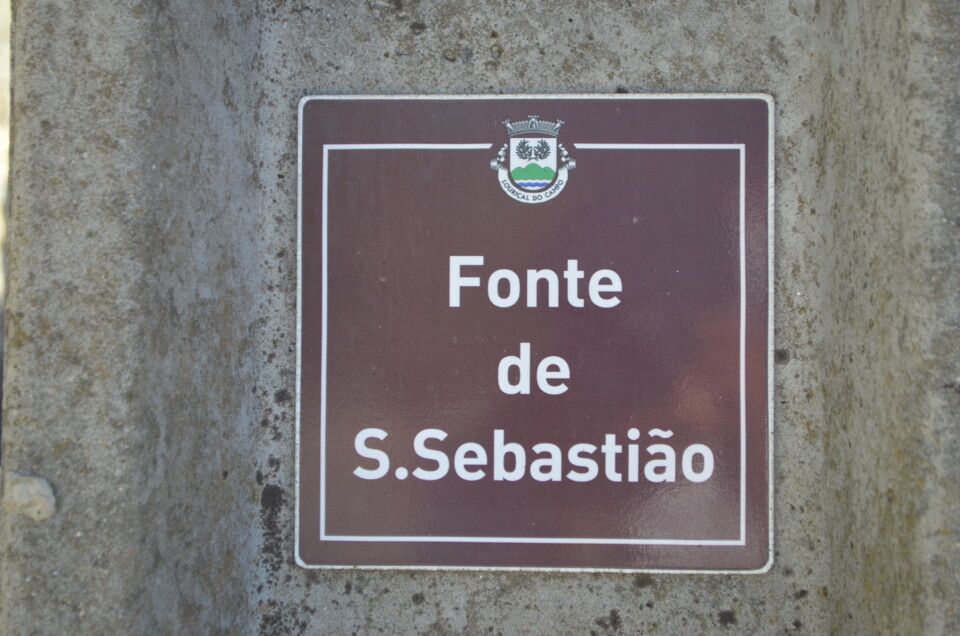 LOURIÇAL DO CAMPO
Fonte
de
S.Sebastião